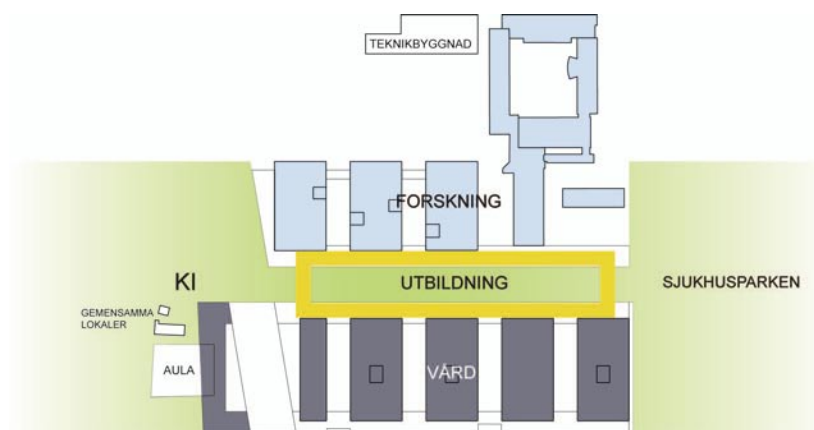 TEKNIKBYGGNAD
FORSKNING
KI
UTBILDNING
SJUKHUSPARKEN
GEMENSAMMA
LOKALER
AULA
VÅRD